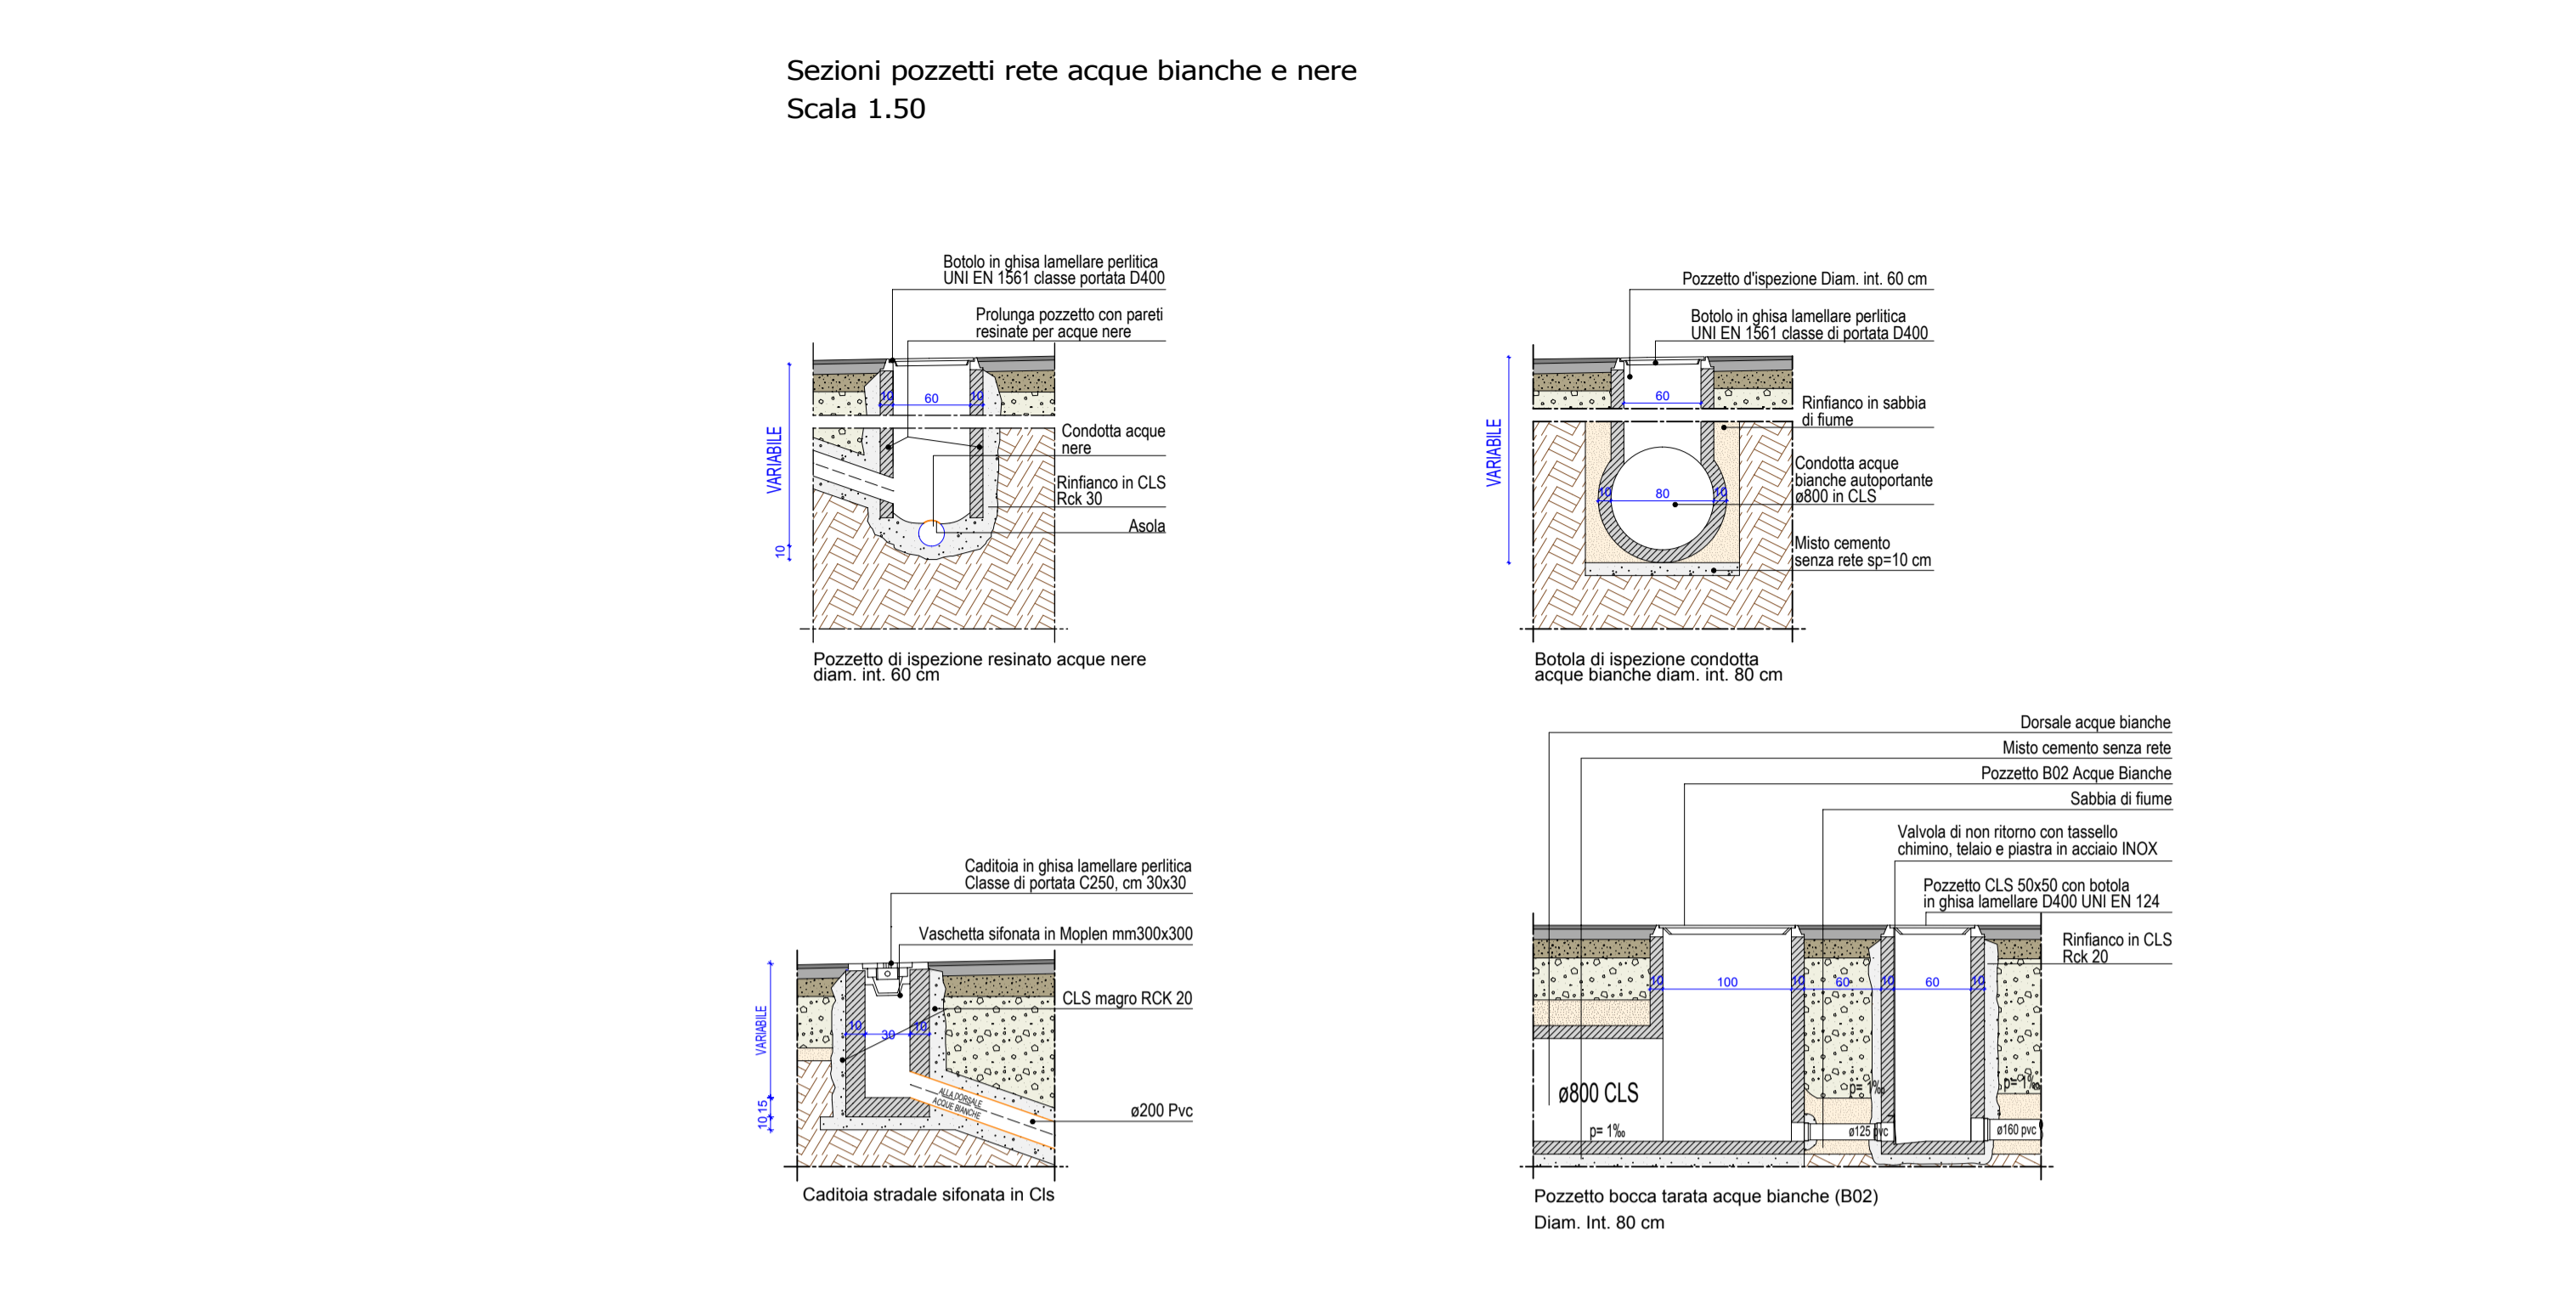 Sezioni pozzetti rete acque bianche e nere
Scala 1.50
Botolo in ghisa lamellare perlitica
UNI EN 1561 classe portata D400
Prolunga pozzetto con pareti
resinate per acque nere
10
60
10
Condotta acque
nere
Rinfianco in CLS
Rck 30
Asola
VARIABILE
10
Pozzetto di ispezione resinato acque nere
diam. int. 60 cm
Pozzetto d'ispezione Diam. int. 60 cm
Botolo in ghisa lamellare perlitica
UNI EN 1561 classe di portata D400
60
Rinfianco in sabbia
di fiume
VARIABILE
Condotta acque
bianche autoportante
ø800 in CLS
10
80
10
Misto cemento
senza rete sp=10 cm
Botola di ispezione condotta
acque bianche diam. int. 80 cm
Caditoia in ghisa lamellare perlitica
Classe di portata C250, cm 30x30
Vaschetta sifonata in Moplen mm300x300
CLS magro RCK 20
10
30
10
VARIABILE
15
10
ALLA DORSALE
ACQUE BIANCHE
ø200 Pvc
Caditoia stradale sifonata in Cls
Dorsale acque bianche
Misto cemento senza rete
Pozzetto B02 Acque Bianche
Sabbia di fiume
Valvola di non ritorno con tassello
chimino, telaio e piastra in acciaio INOX
Pozzetto CLS 50x50 con botola
in ghisa lamellare D400 UNI EN 124
Rinfianco in CLS
Rck 20
10
100
10
60
10
60
10
ø800 CLS
p= 1‰
p= 1‰
p= 1‰
ø125 pvc
ø160 pvc
Pozzetto bocca tarata acque bianche (B02)
Diam. Int. 80 cm